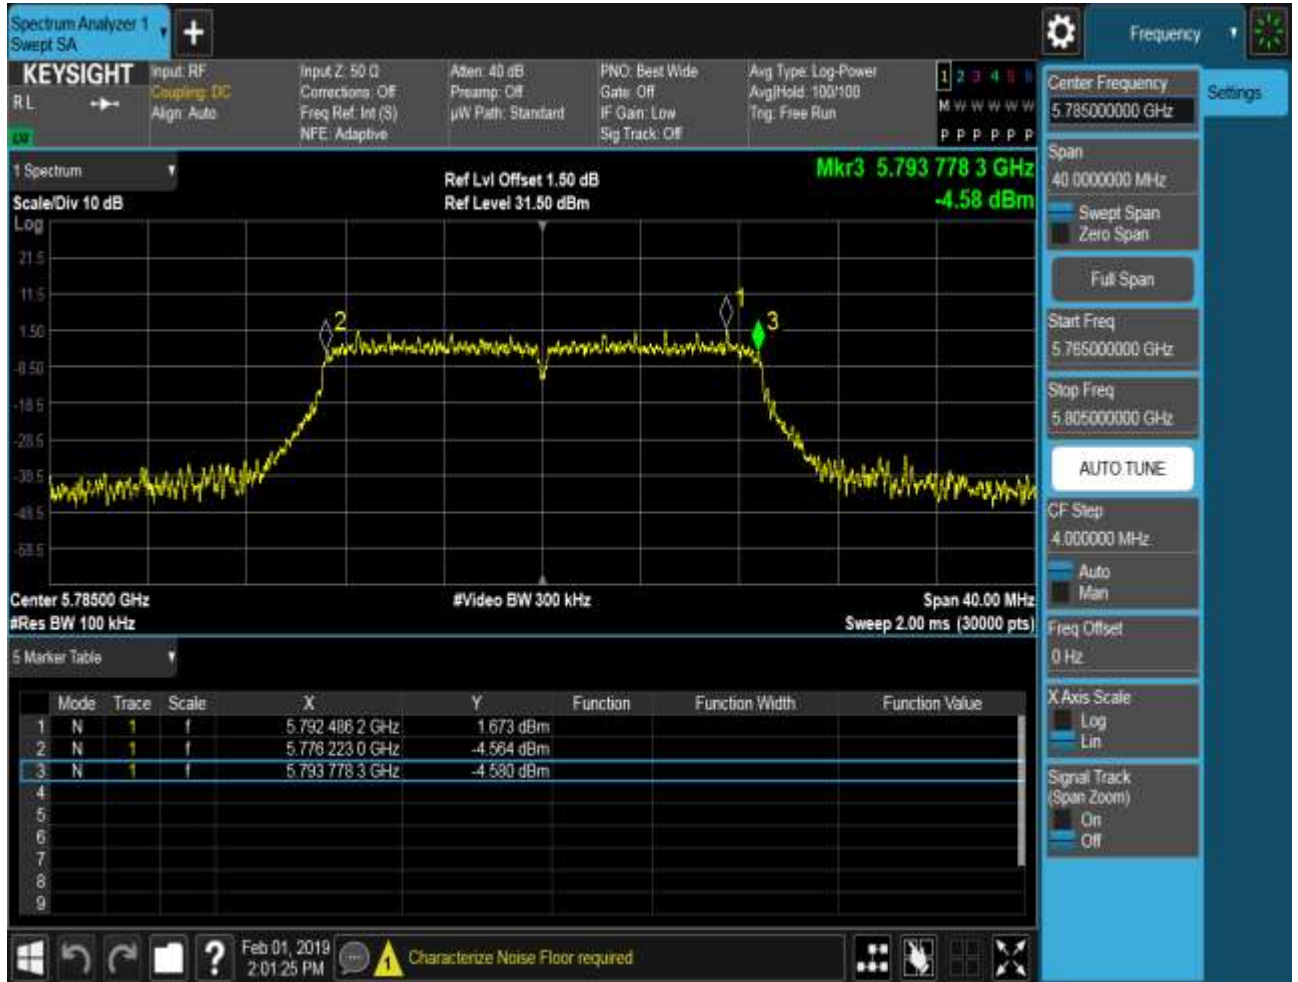 Spectrum Analyzer 1
Swept SA
+
Frequency
KEYSIGHT
R L
Input: RF
Coupling: DC
Align: Auto
Input Z: 50 Ω
Corrections: Off
Freq Ref: Int (S)
NFE: Adaptive
Atten: 40 dB
Preamp: Off
µW Path: Standard
PNO: Best Wide
Gate: Off
IF Gain: Low
Sig Track: Off
Avg Type: Log-Power
Avg|Hold: 100/100
Trig: Free Run
1 2 3 4 5 6
M W W W W W
P P P P P P
1 Spectrum
Scale/Div 10 dB
Ref Lvl Offset 1.50 dB
Ref Level 31.50 dBm
Mkr3 5.793 778 3 GHz
-4.58 dBm
Log
21.5
11.5
1.50
-8.50
-18.5
-28.5
-38.5
-48.5
-58.5
2
1
3
Center 5.78500 GHz
#Video BW 300 kHz
Span 40.00 MHz
#Res BW 100 kHz
Sweep 2.00 ms (30000 pts)
5 Marker Table
Mode Trace Scale X Y Function Function Width Function Value
1 N 1 f 5.792 486 2 GHz 1.673 dBm
2 N 1 f 5.776 223 0 GHz -4.564 dBm
3 N 1 f 5.793 778 3 GHz -4.580 dBm
4
5
6
7
8
9
Feb 01, 2019
2:01:25 PM
1
Characterize Noise Floor required
Center Frequency
5.785000000 GHz
Settings
Span
40.0000000 MHz
Swept Span
Zero Span
Full Span
Start Freq
5.765000000 GHz
Stop Freq
5.805000000 GHz
AUTO TUNE
CF Step
4.000000 MHz
Auto
Man
Freq Offset
0 Hz
X Axis Scale
Log
Lin
Signal Track
(Span Zoom)
On
Off